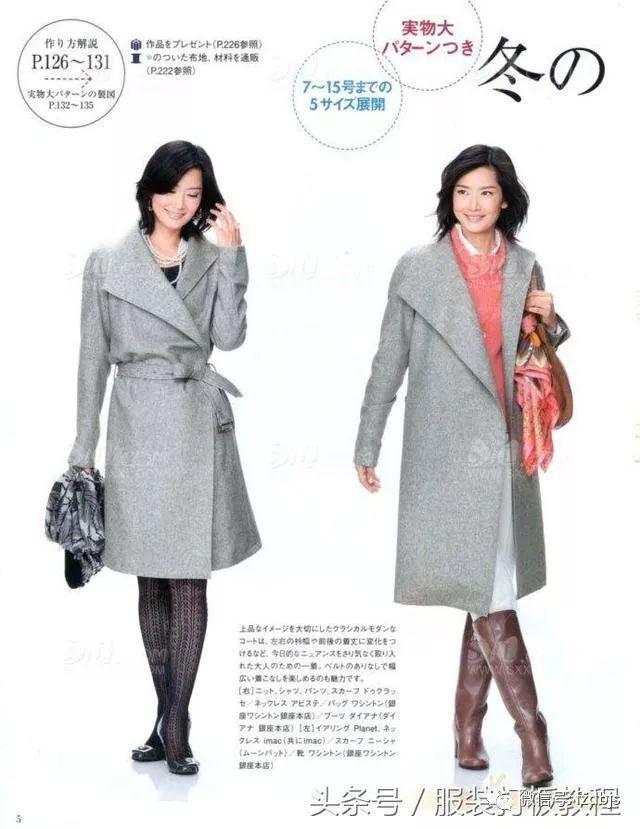 作り方解説
P.126〜131
実物大パターンの製図
P.132〜135
作品をプレゼント(P.226参照)
*のついた布地、材料を通販
(P.222参照)
7〜15号までの
5サイズ展開
実物大
パターンつき
冬の
上品なイメージを大切にしたクラシカルモダンな
コートは、左右の衿幅や前後の着丈に変化をつ
けるなど、今日的なニュアンスをさり気なく取り入
れた大人のための一着。ベルトのありなしで幅
広い着こなしを楽しめるのも魅力です。
[右]ニット、シャツ、パンツ、スカーフ ドゥクラッ
セ/ネックレス アビステ/バッグ ワシントン(銀
座ワシントン銀座本店)/ブーツ ダイアナ(ダイ
アナ 銀座本店) [左]イアリング Planet、ネッ
クレス imac(共にimac)/スカーフ ニーシャ
(ムーンバット)/靴 ワシントン(銀座ワシントン
銀座本店)
5
头条号/服装打板教程